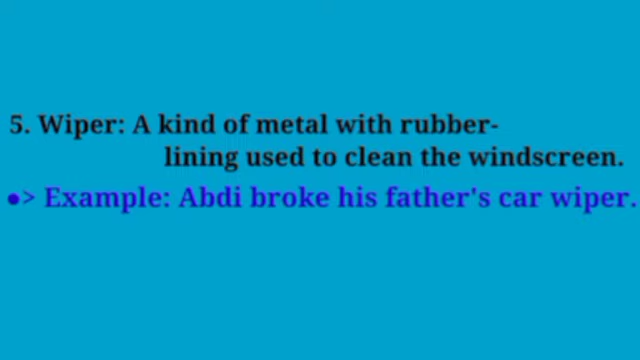 5. Wiper: A kind of metal with rubber-
lining used to clean the windscreen.
●> Example: Abdi broke his father's car wiper.